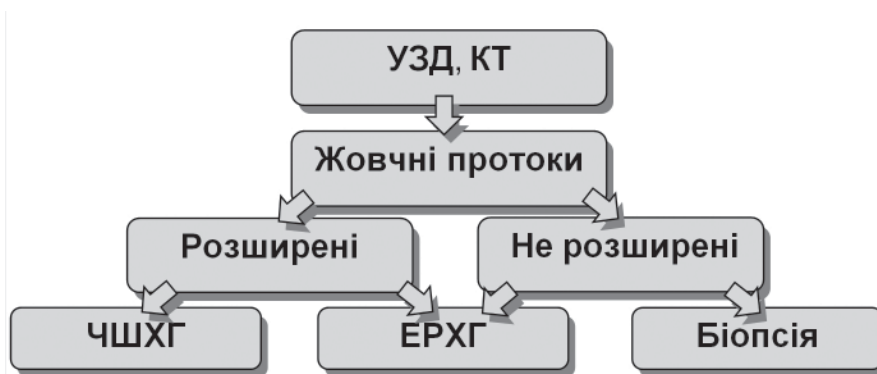 УЗД, КТ
Жовчні протоки
Розширені
Не розширені
ЧШХГ
ЕРХГ
Біопсія